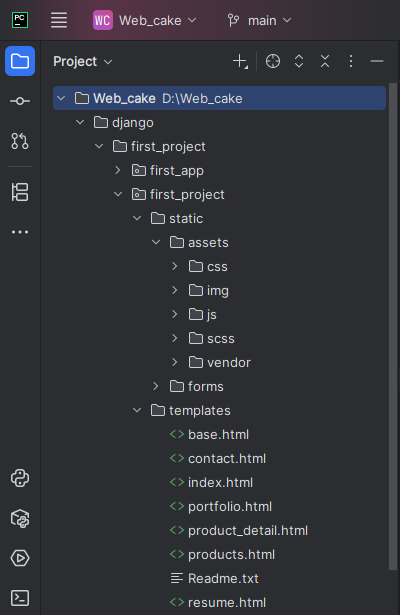 PC WC Web_cake main
Project
Web_cake D:\Web_cake
django
first_project
first_app
first_project
static
assets
css
img
js
scss
vendor
forms
templates
base.html
contact.html
index.html
portfolio.html
product_detail.html
products.html
Readme.txt
resume.html